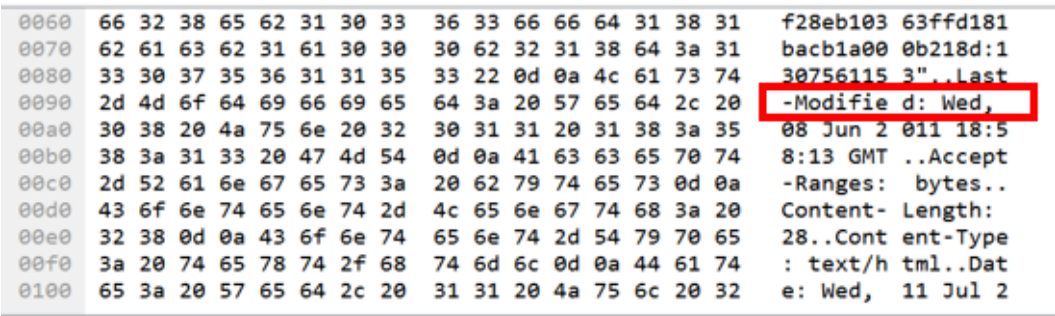 0060 66 32 38 65 62 31 30 33 36 33 66 66 64 31 38 31 f28eb103 63ffd181
0070 62 61 63 62 31 61 30 30 30 62 32 31 38 64 3a 31 bacb1a00 0b218d:1
0080 33 30 37 35 36 31 31 35 33 22 0d 0a 4c 61 73 74 30756115 3"..Last
0090 2d 4d 6f 64 69 66 69 65 64 3a 20 57 65 64 2c 20 -Modifie d: Wed,
00a0 30 38 20 4a 75 6e 20 32 30 31 31 20 31 38 3a 35 08 Jun 2 011 18:5
00b0 38 3a 31 33 20 47 4d 54 0d 0a 41 63 63 65 70 74 8:13 GMT ..Accept
00c0 2d 52 61 6e 67 65 73 3a 20 62 79 74 65 73 0d 0a -Ranges: bytes..
00d0 43 6f 6e 74 65 6e 74 2d 4c 65 6e 67 74 68 3a 20 Content- Length:
00e0 32 38 0d 0a 43 6f 6e 74 65 6e 74 2d 54 79 70 65 28..Cont ent-Type
00f0 3a 20 74 65 78 74 2f 68 74 6d 6c 0d 0a 44 61 74 : text/h tml..Dat
0100 65 3a 20 57 65 64 2c 20 31 31 20 4a 75 6c 20 32 e: Wed, 11 Jul 2